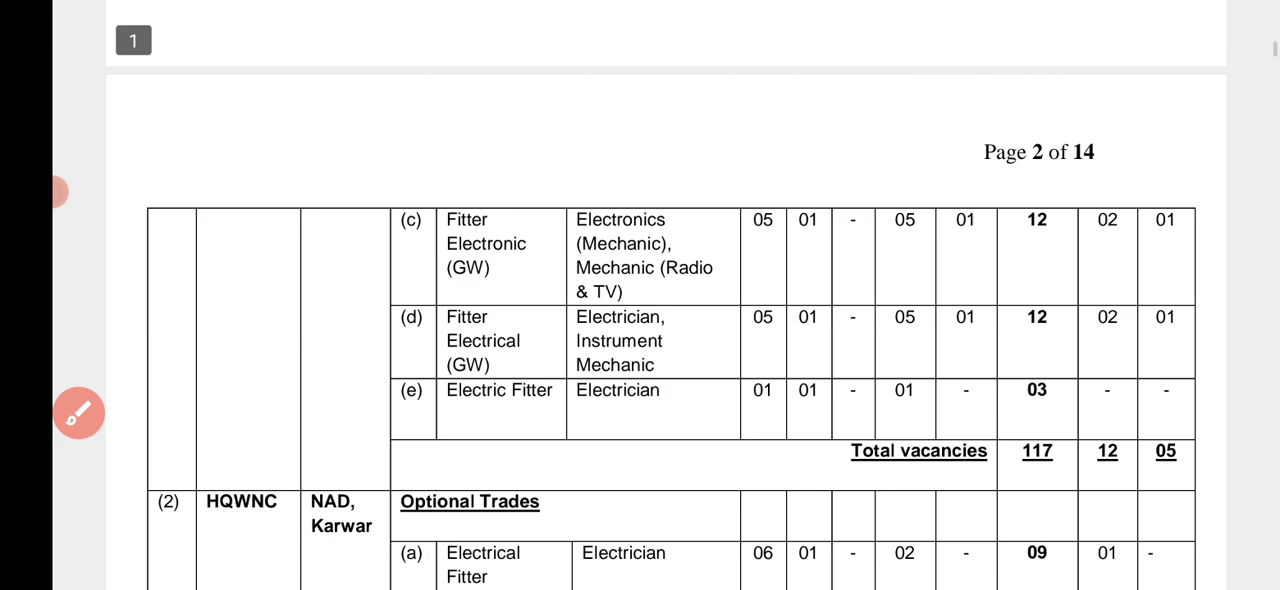 1
Page 2 of 14
(c) Fitter Electronics 05 01 - 05 01 12 02 01
Electronic (Mechanic),
(GW) Mechanic (Radio
& TV)
(d) Fitter Electrician, 05 01 - 05 01 12 02 01
Electrical Instrument
(GW) Mechanic
(e) Electric Fitter Electrician 01 01 - 01 - 03 - -
Total vacancies 117 12 05
(2) HQWNC NAD, Optional Trades
Karwar
(a) Electrical Electrician 06 01 - 02 - 09 01 -
Fitter